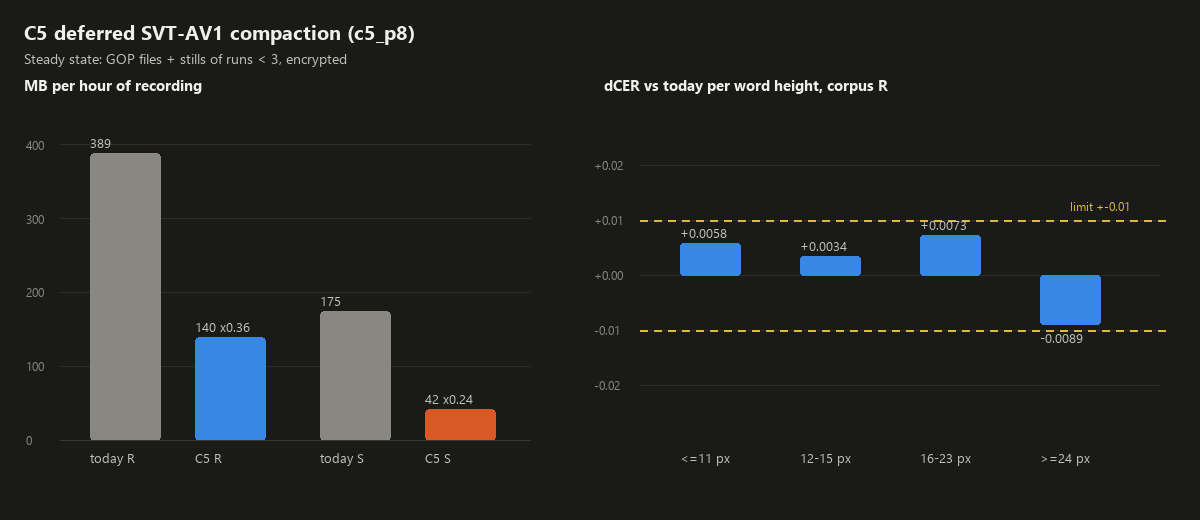 C5 deferred SVT-AV1 compaction (c5_p8)
Steady state: GOP files + stills of runs < 3, encrypted
MB per hour of recording
400
300
200
100
0
389
140 x0.36
175
42 x0.24
today R
C5 R
today S
C5 S
dCER vs today per word height, corpus R
+0.02
+0.01
+0.00
-0.01
-0.02
limit +-0.01
+0.0058
+0.0034
+0.0073
-0.0089
<=11 px
12-15 px
16-23 px
>=24 px